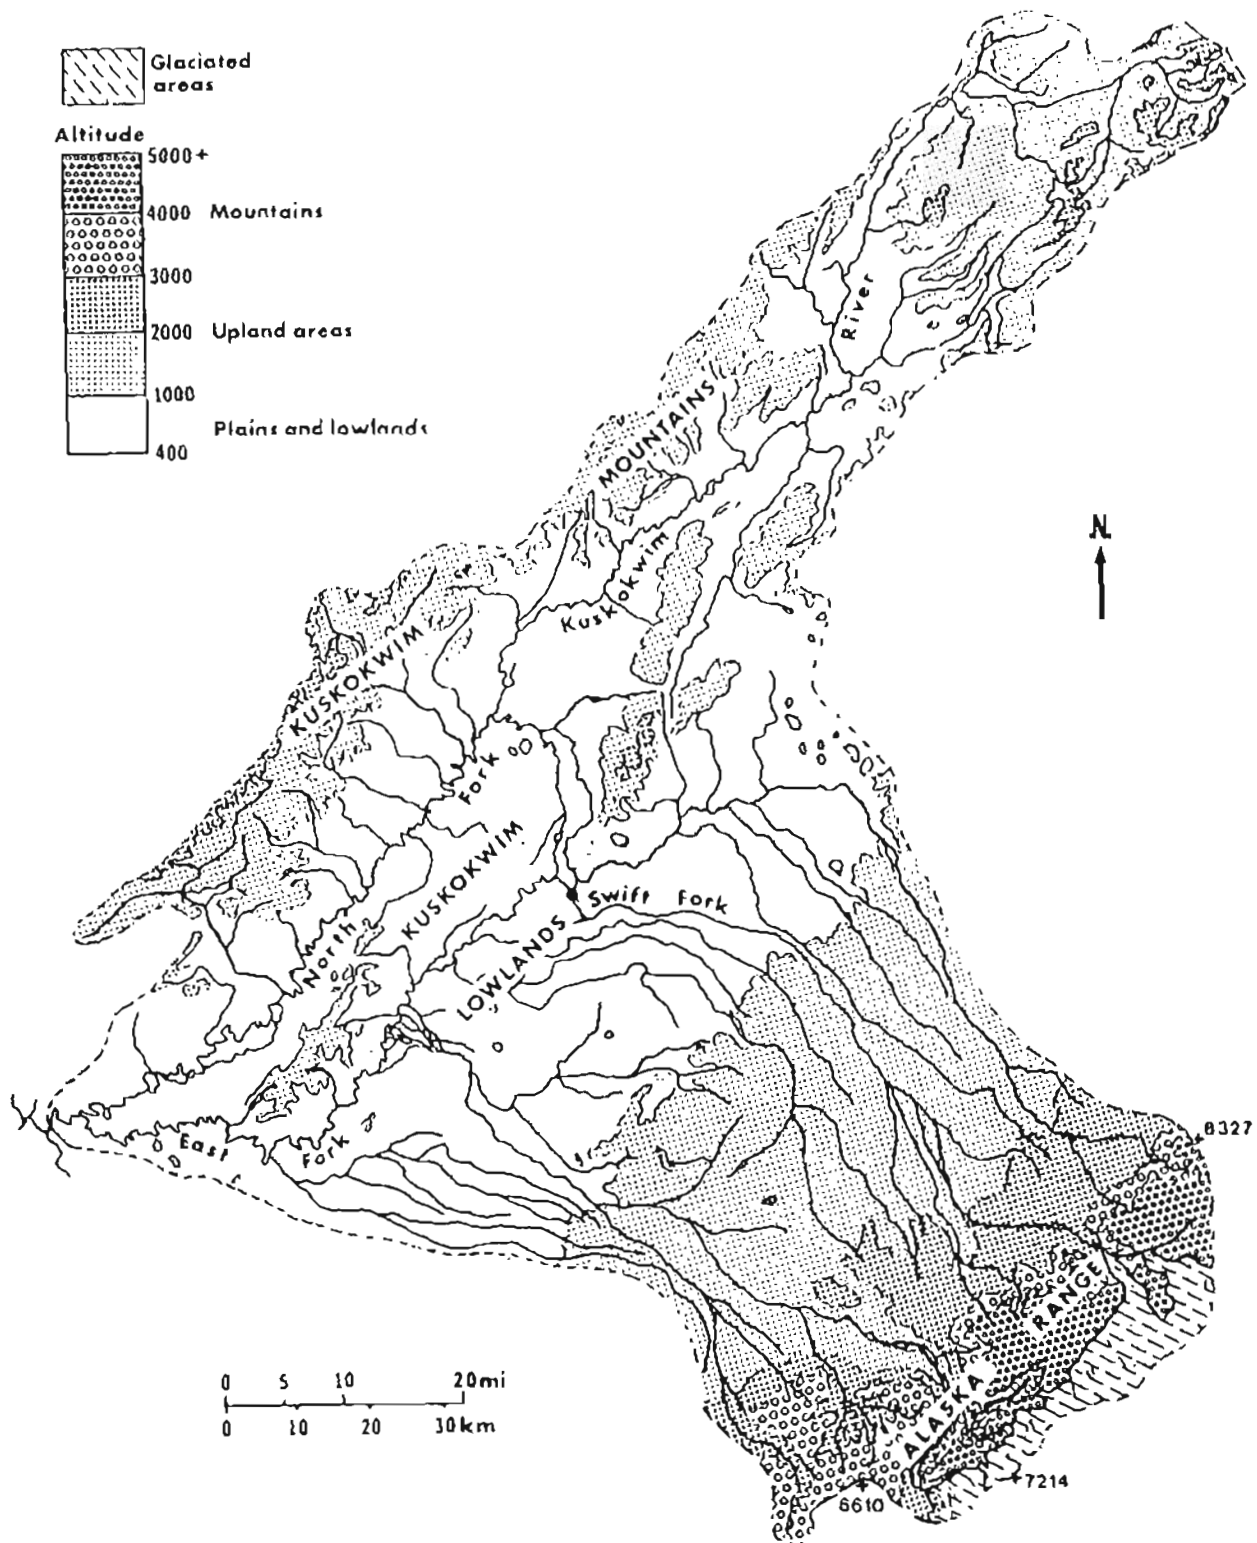 Glaciated
areas
Altitude
5000+
4000 Mountains
3000
2000 Upland areas
1000
Plains and lowlands
400
River
MOUNTAINS
N
Kuskokwim
KUSKOKWIM
Fork
KUSKOKWIM
Swift Fork
LOWLANDS
North
East
Fork
8327
RANGE
ALASKA
0 5 10 20mi
0 10 20 30km
7214
6610